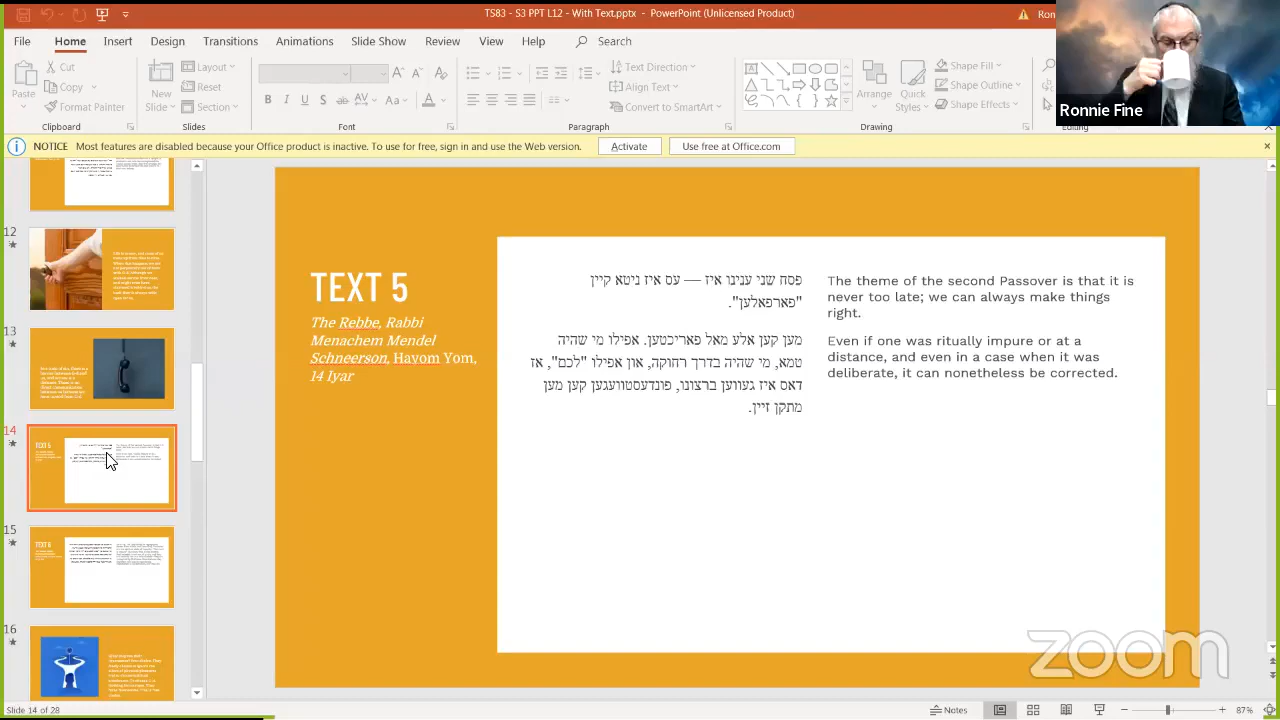 TS83 - S3 PPT L12 - With Text.pptx - PowerPoint (Unlicensed Product)
Ron
Ronnie Fine
File Home Insert Draw Design Transitions Animations Slide Show Review View Help Search
Paste
Cut
Copy
Format Painter
Clipboard
New Slide
Layout
Reset
Section
Slides
Font
Text Direction
Align Text
Convert to SmartArt
Paragraph
Arrange
Quick Styles
Shape Fill
Shape Outline
Shape Effects
Drawing
Editing
NOTICE Most features are disabled because your Office product is inactive. To use for free, sign in and use the Web version. Activate Use free at Office.com
12
13
14
TEXT 5
15
TEXT 6
16
TEXT 5
The Rebbe, Rabbi
Menachem Mendel
Schneerson, Hayom Yom,
14 Iyar
פסח שני ענינו איז — עס איז ניטא קיין
"פארפאלען".
מען קען אלע מאל פאריכטען. אפילו מי שהיה
טמא, מי שהיה בדרך רחוקה, און אפילו "לכם", אז
דאס איז געווען ברצונו, פונדעסטוועגען קען מען
מתקן זיין.
The theme of the second Passover is that it is
never too late; we can always make things
right.
Even if one was ritually impure or at a
distance, and even in a case when it was
deliberate, it can nonetheless be corrected.
zoom
Slide 14 of 28
Notes
87%